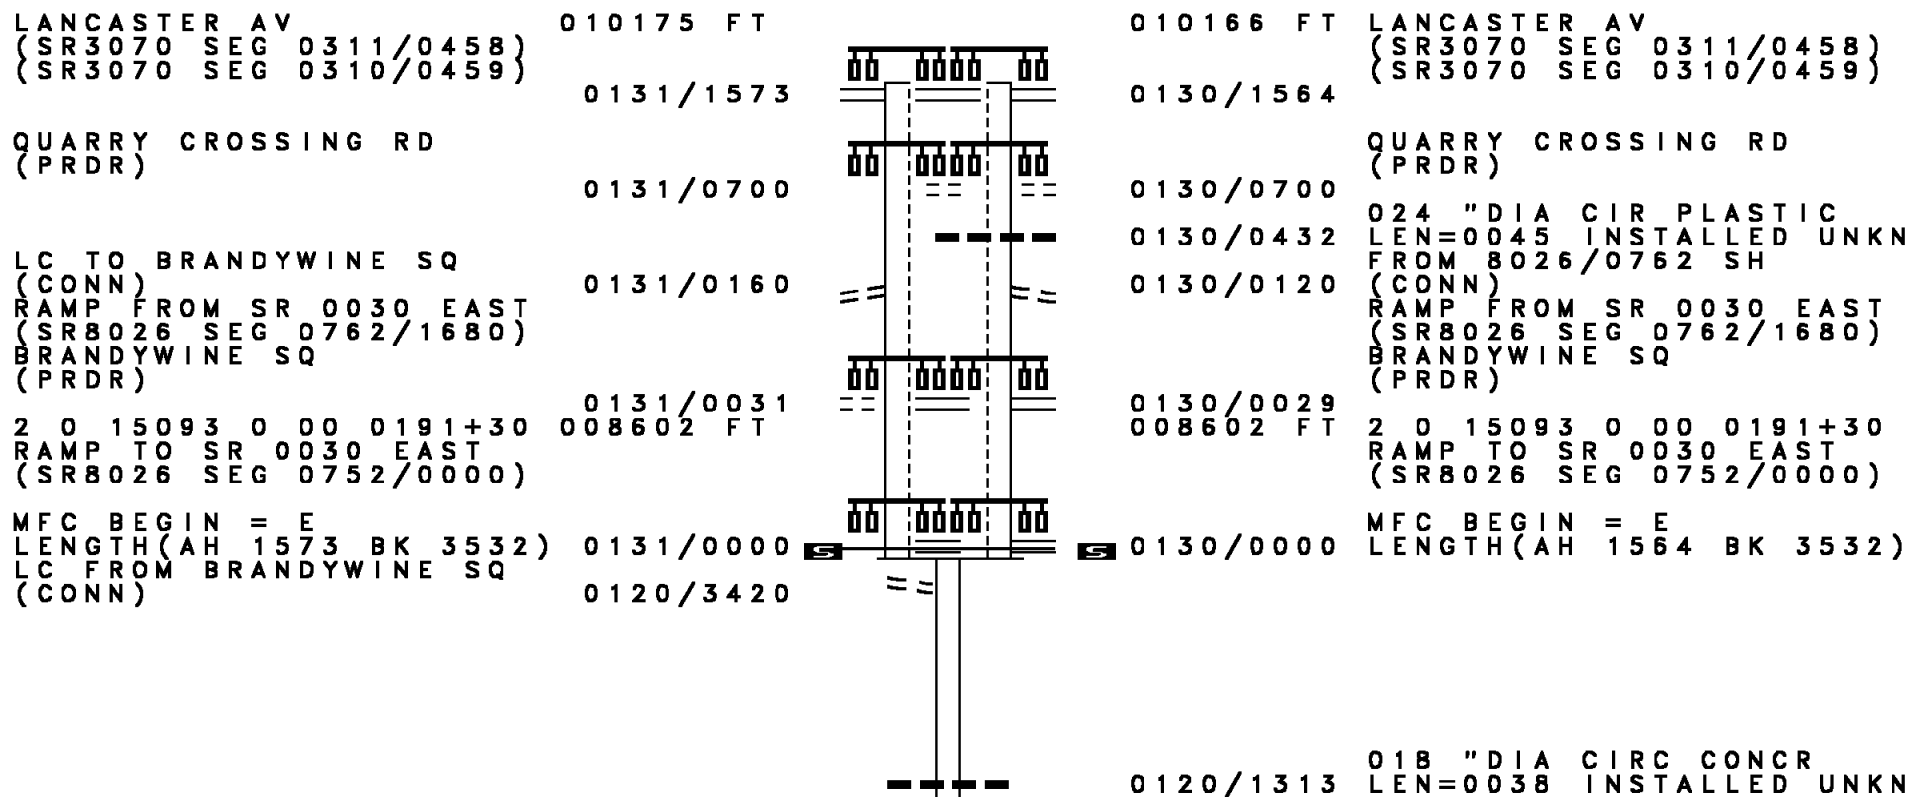 LANCASTER AV 010175 FT 010166 FT LANCASTER AV
(SR3070 SEG 0311/0458) (SR3070 SEG 0311/0458)
(SR3070 SEG 0310/0459) (SR3070 SEG 0310/0459)
0131/1573 0130/1564
QUARRY CROSSING RD QUARRY CROSSING RD
(PRDR) (PRDR)
0131/0700 0130/0700
024 "DIA CIR PLASTIC
0130/0432 LEN=0045 INSTALLED UNKN
LC TO BRANDYWINE SQ FROM 8026/0762 SH
(CONN) 0131/0160 0130/0120 (CONN)
RAMP FROM SR 0030 EAST RAMP FROM SR 0030 EAST
(SR8026 SEG 0762/1680) (SR8026 SEG 0762/1680)
BRANDYWINE SQ BRANDYWINE SQ
(PRDR) (PRDR)
0131/0031 0130/0029
2 0 15093 0 00 0191+30 008602 FT 008602 FT 2 0 15093 0 00 0191+30
RAMP TO SR 0030 EAST RAMP TO SR 0030 EAST
(SR8026 SEG 0752/0000) (SR8026 SEG 0752/0000)
MFC BEGIN = E MFC BEGIN = E
LENGTH(AH 1573 BK 3532) 0131/0000 S S 0130/0000 LENGTH(AH 1564 BK 3532)
LC FROM BRANDYWINE SQ
(CONN) 0120/3420
018 "DIA CIRC CONCR
0120/1313 LEN=0038 INSTALLED UNKN